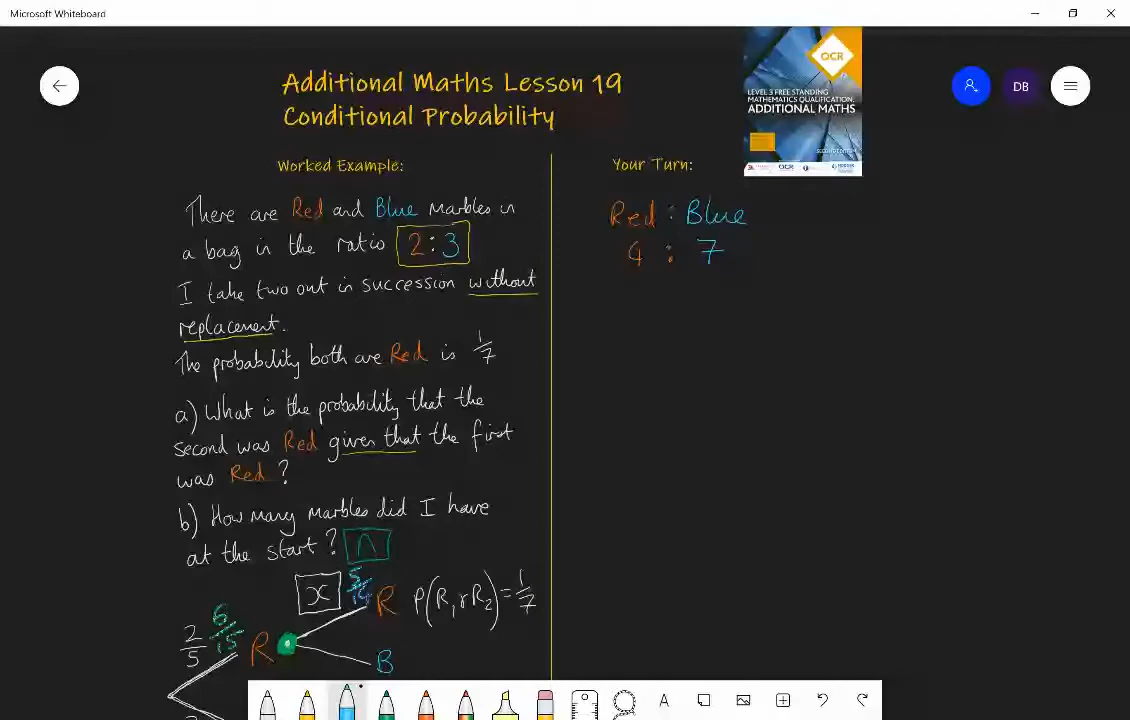 Microsoft Whiteboard
Additional Maths Lesson 19
Conditional Probability
OCR
LEVEL 3 FREE STANDING
MATHEMATICS QUALIFICATION:
ADDITIONAL MATHS
DB
Worked Example:
There are Red and Blue Marbles in
a bag in the ratio 2:3
I take two out in succession without
replacement.
The probability both are Red is 1/7
a) What is the probability that the
second was Red given that the first
was Red?
b) How many marbles did I have
at the start? n
x 5/14 R P(R₁ r R₂) = 1/7
2/5 6/15 R
B
Your Turn:
Red : Blue
4 : 7
A